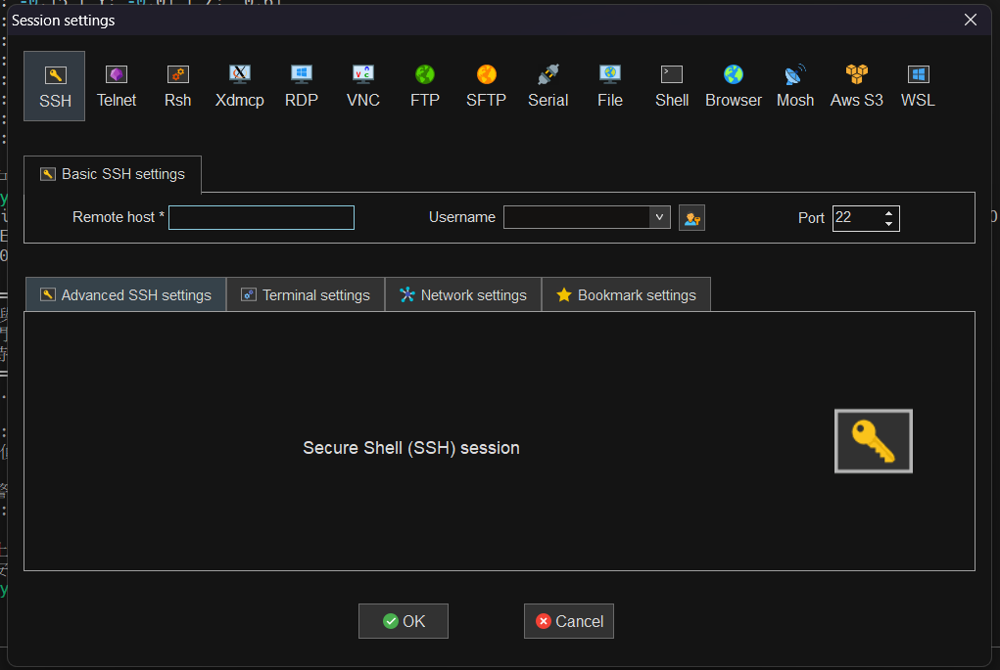 Session settings
SSH Telnet Rsh Xdmcp RDP VNC FTP SFTP Serial File Shell Browser Mosh Aws S3 WSL
Basic SSH settings
Remote host * Username Port 22
Advanced SSH settings Terminal settings Network settings Bookmark settings
Secure Shell (SSH) session
OK Cancel